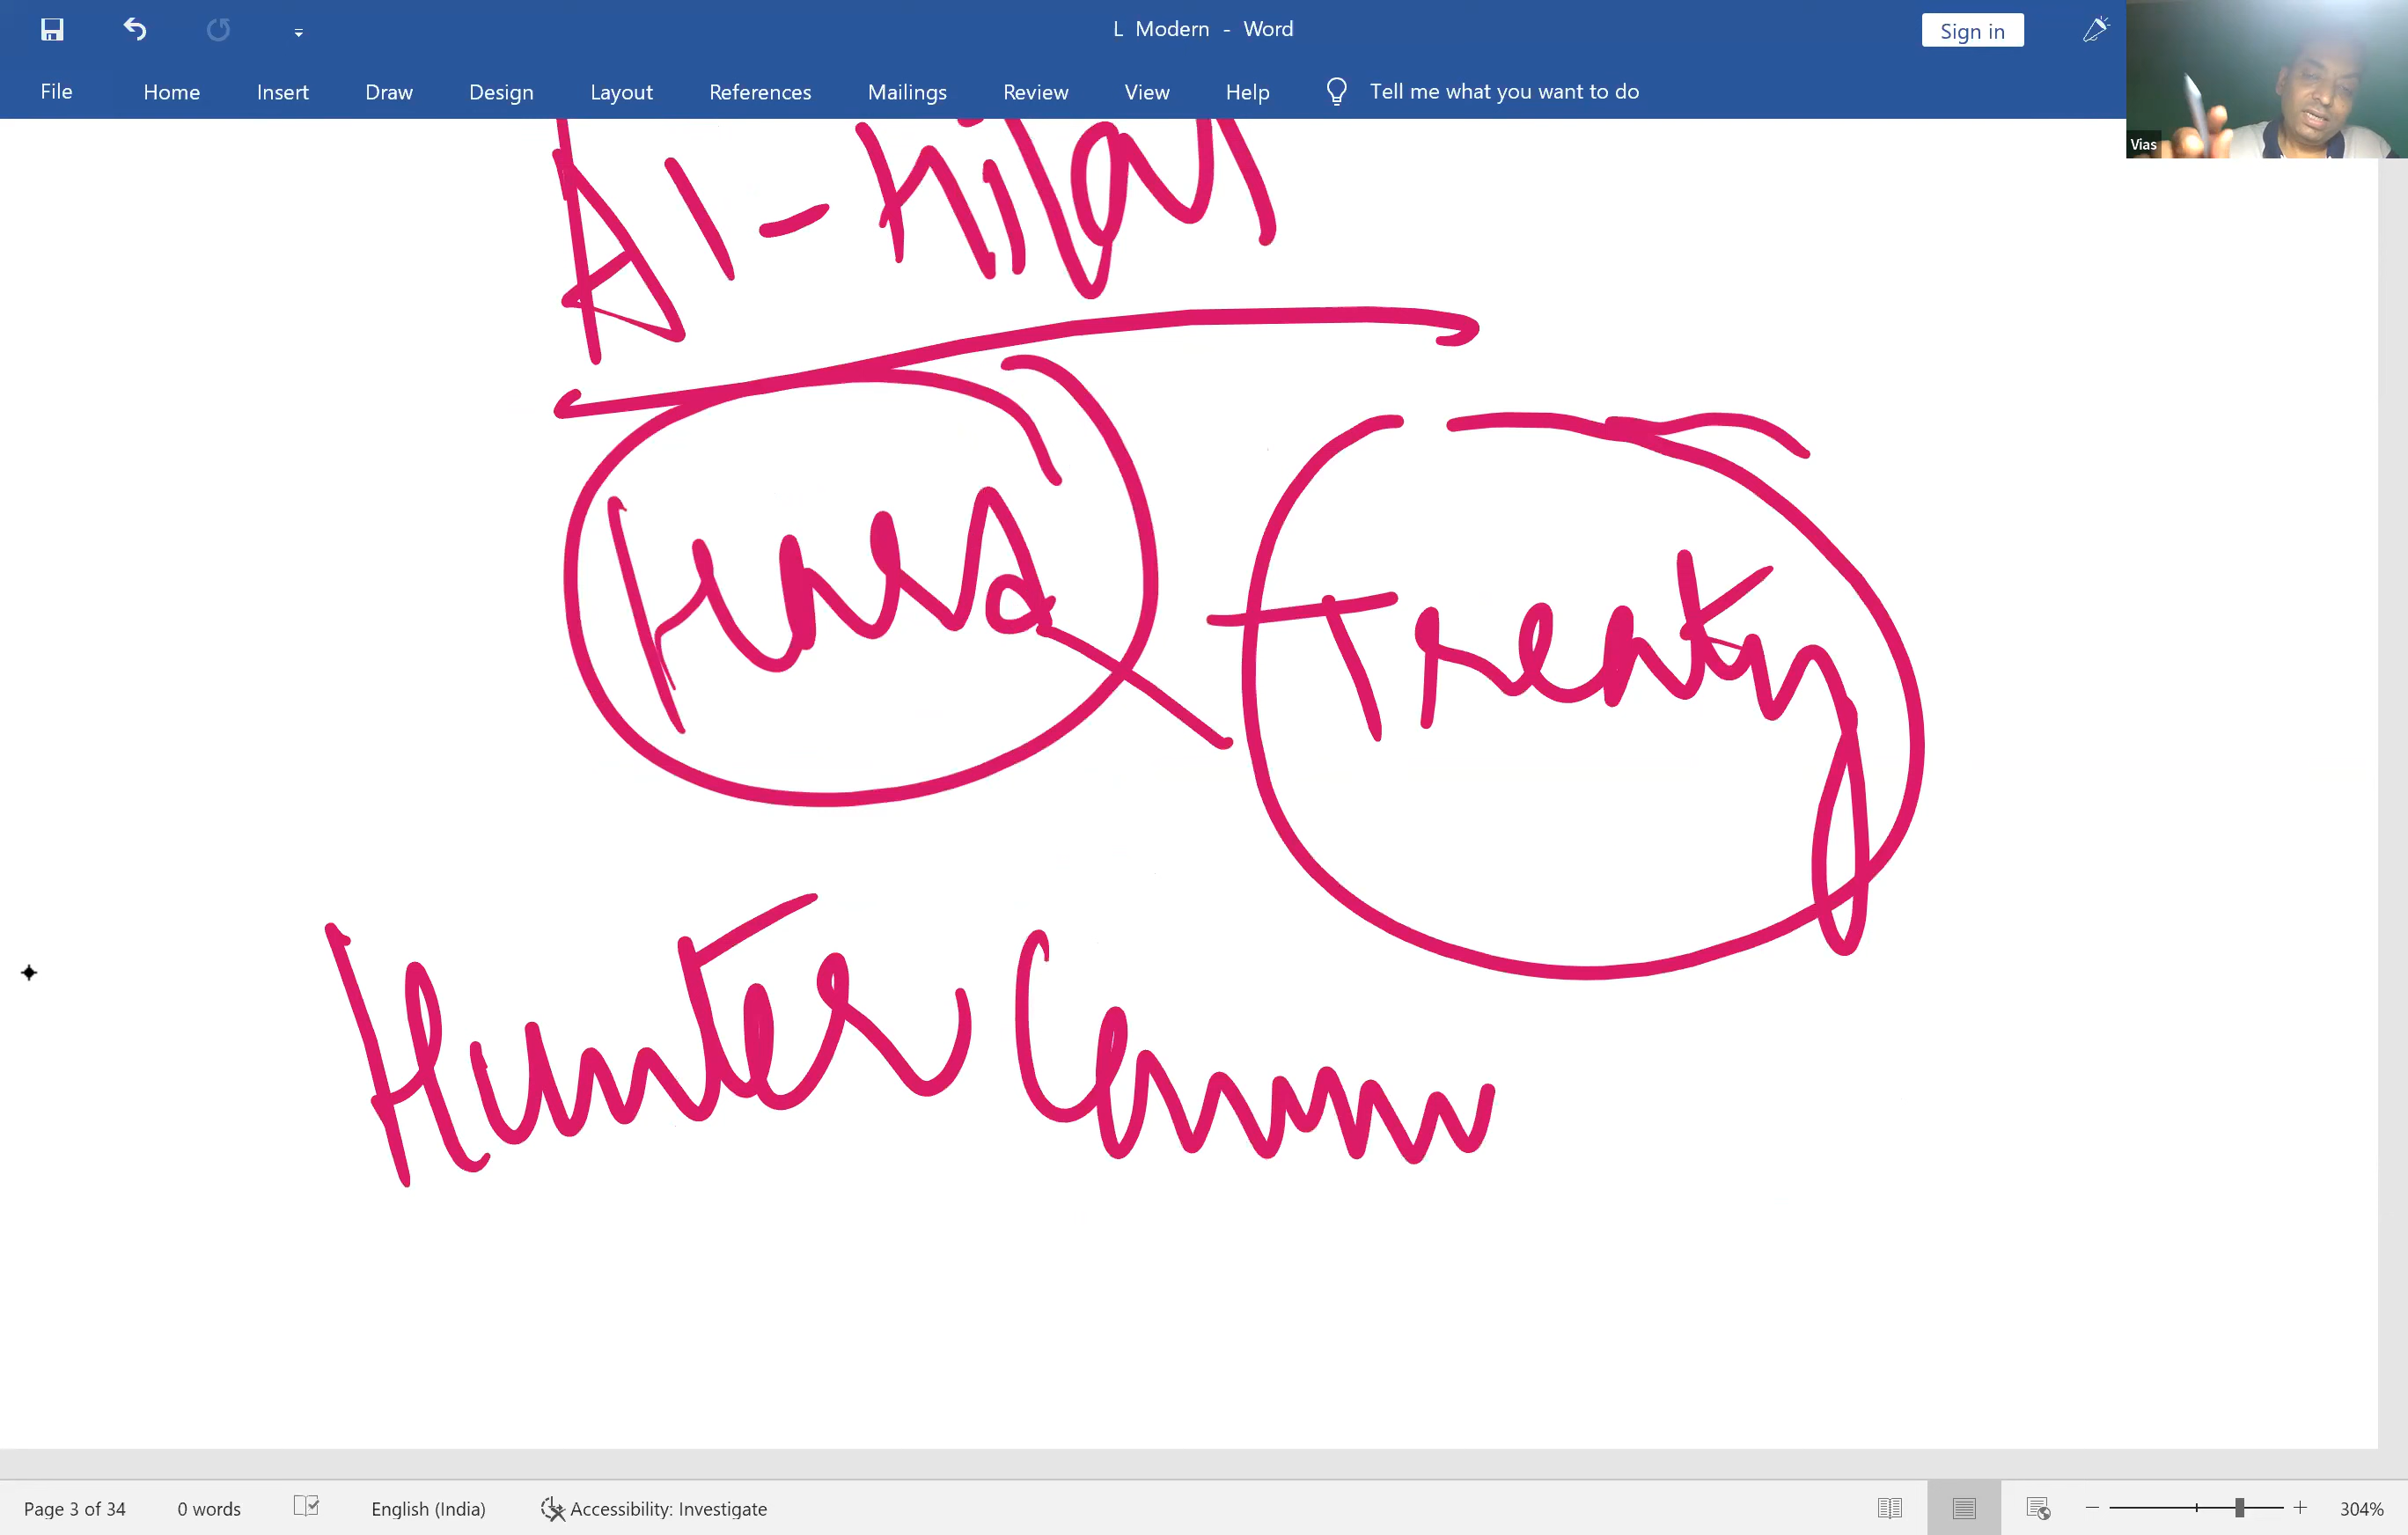 L Modern - Word
Sign in
File Home Insert Draw Design Layout References Mailings Review View Help Tell me what you want to do
Vias
Al-Hilal
Treaty
Hunter Comm
Page 3 of 34 0 words English (India) Accessibility: Investigate 304%